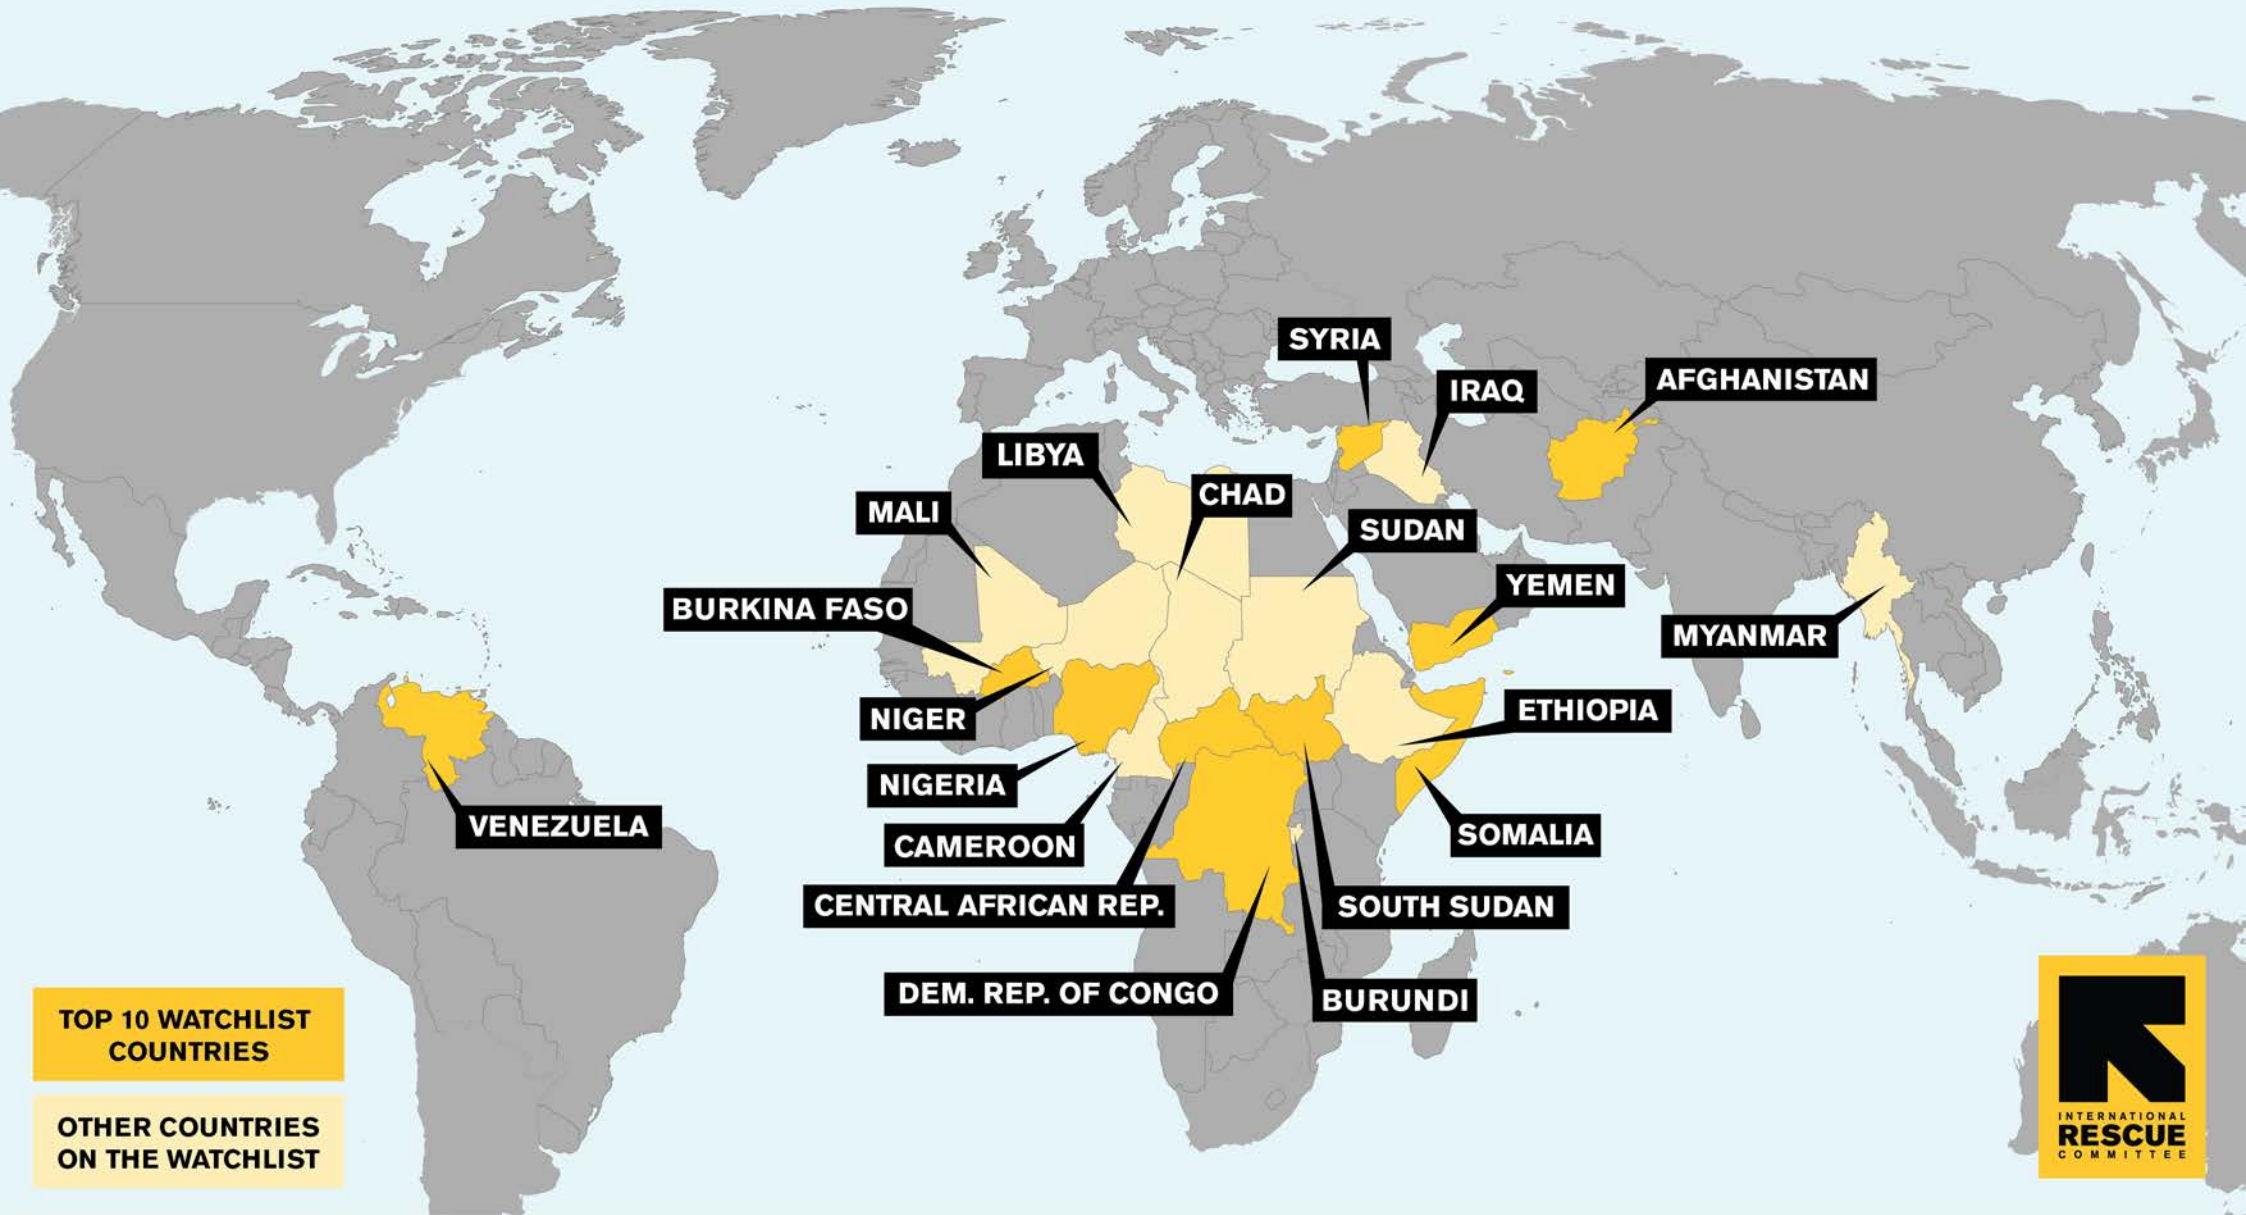 SYRIA
AFGHANISTAN
IRAQ
LIBYA
CHAD
MALI
SUDAN
YEMEN
BURKINA FASO
MYANMAR
ETHIOPIA
NIGER
NIGERIA
VENEZUELA
SOMALIA
CAMEROON
CENTRAL AFRICAN REP.
SOUTH SUDAN
DEM. REP. OF CONGO
BURUNDI
TOP 10 WATCHLIST
COUNTRIES
OTHER COUNTRIES
ON THE WATCHLIST
INTERNATIONAL
RESCUE
COMMITTEE